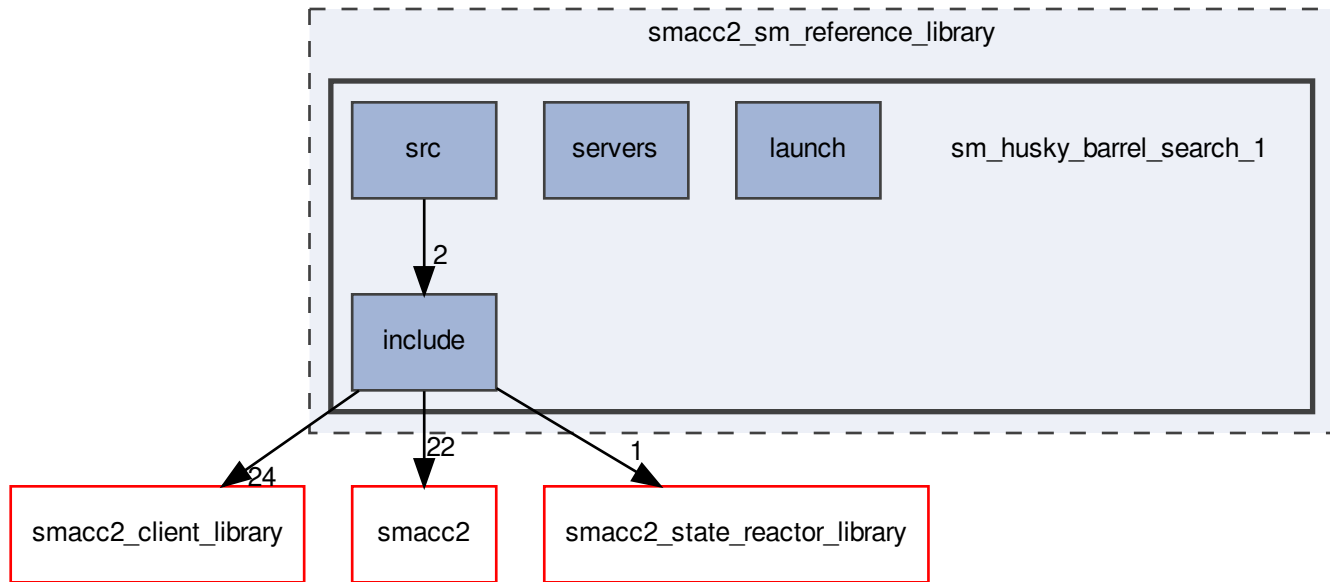 smacc2_sm_reference_library
src
servers
launch
sm_husky_barrel_search_1
2
include
24
22
1
smacc2_client_library
smacc2
smacc2_state_reactor_library